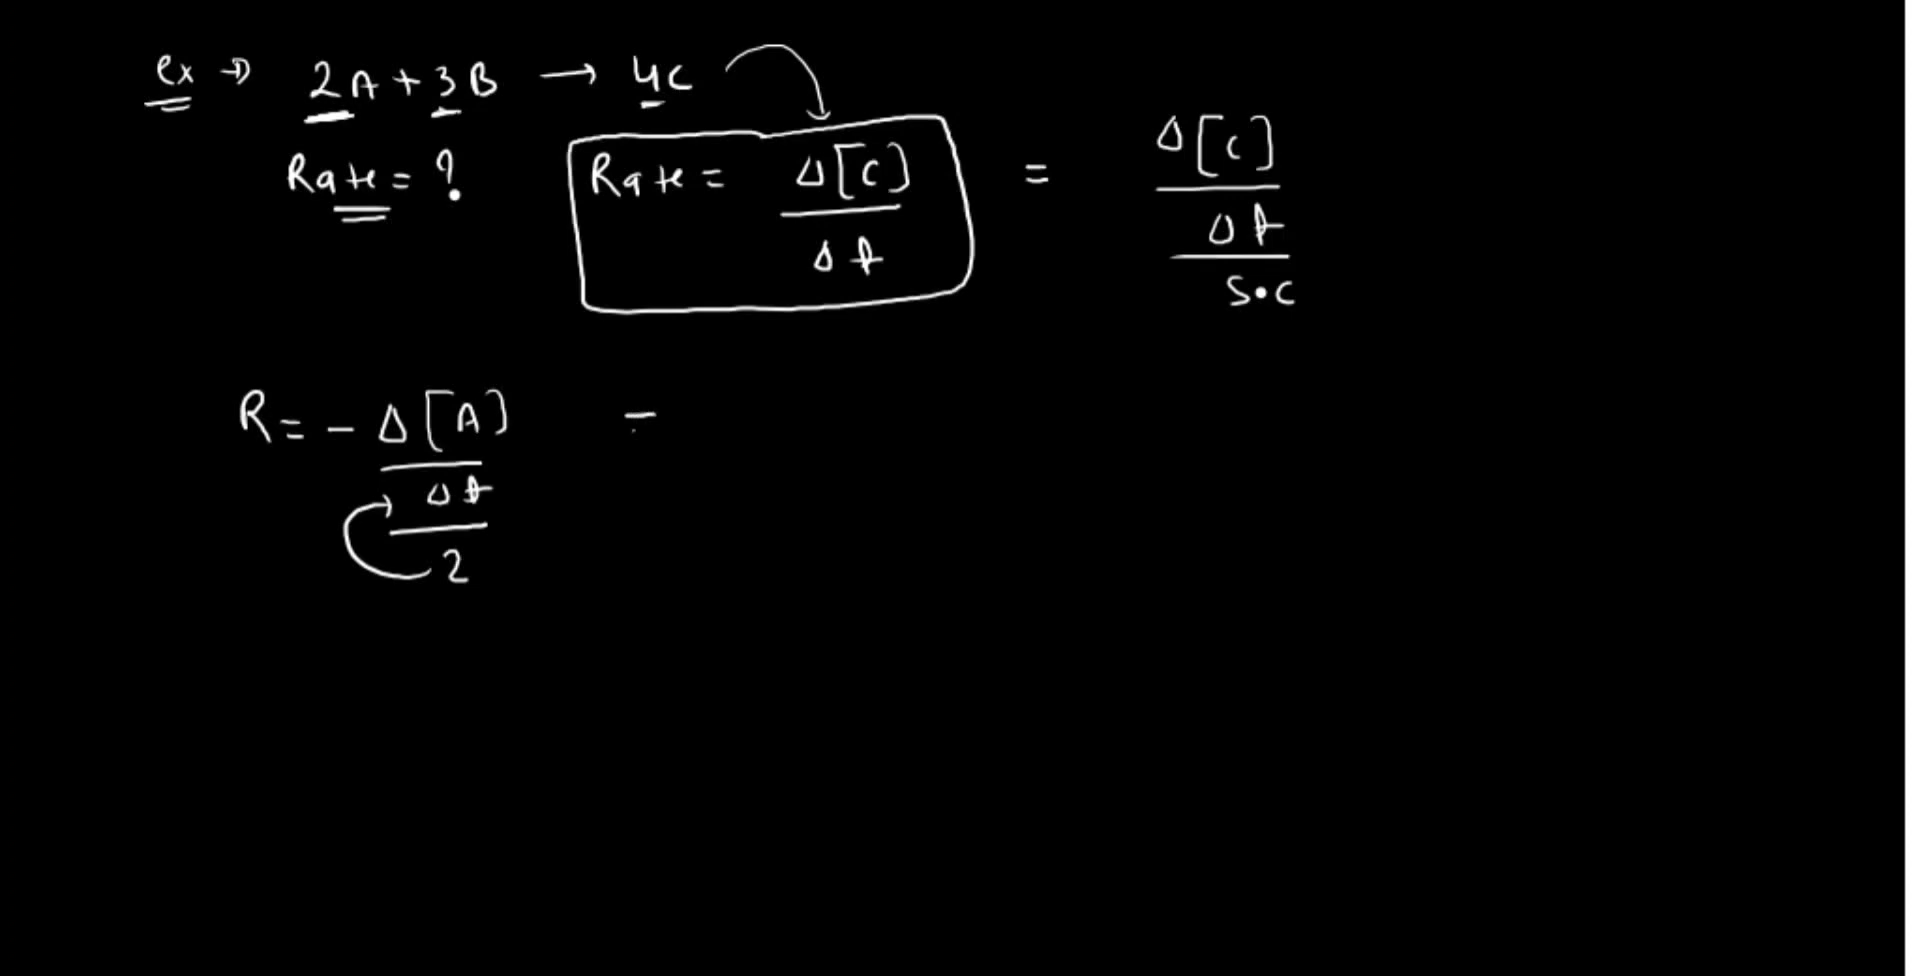 ex ⇒ 2A + 3B → 4C
Rate = ?
Rate = Δ[C] / Δt = Δ[C] / Δt / S.C
R = - Δ[A] / Δt / 2 =